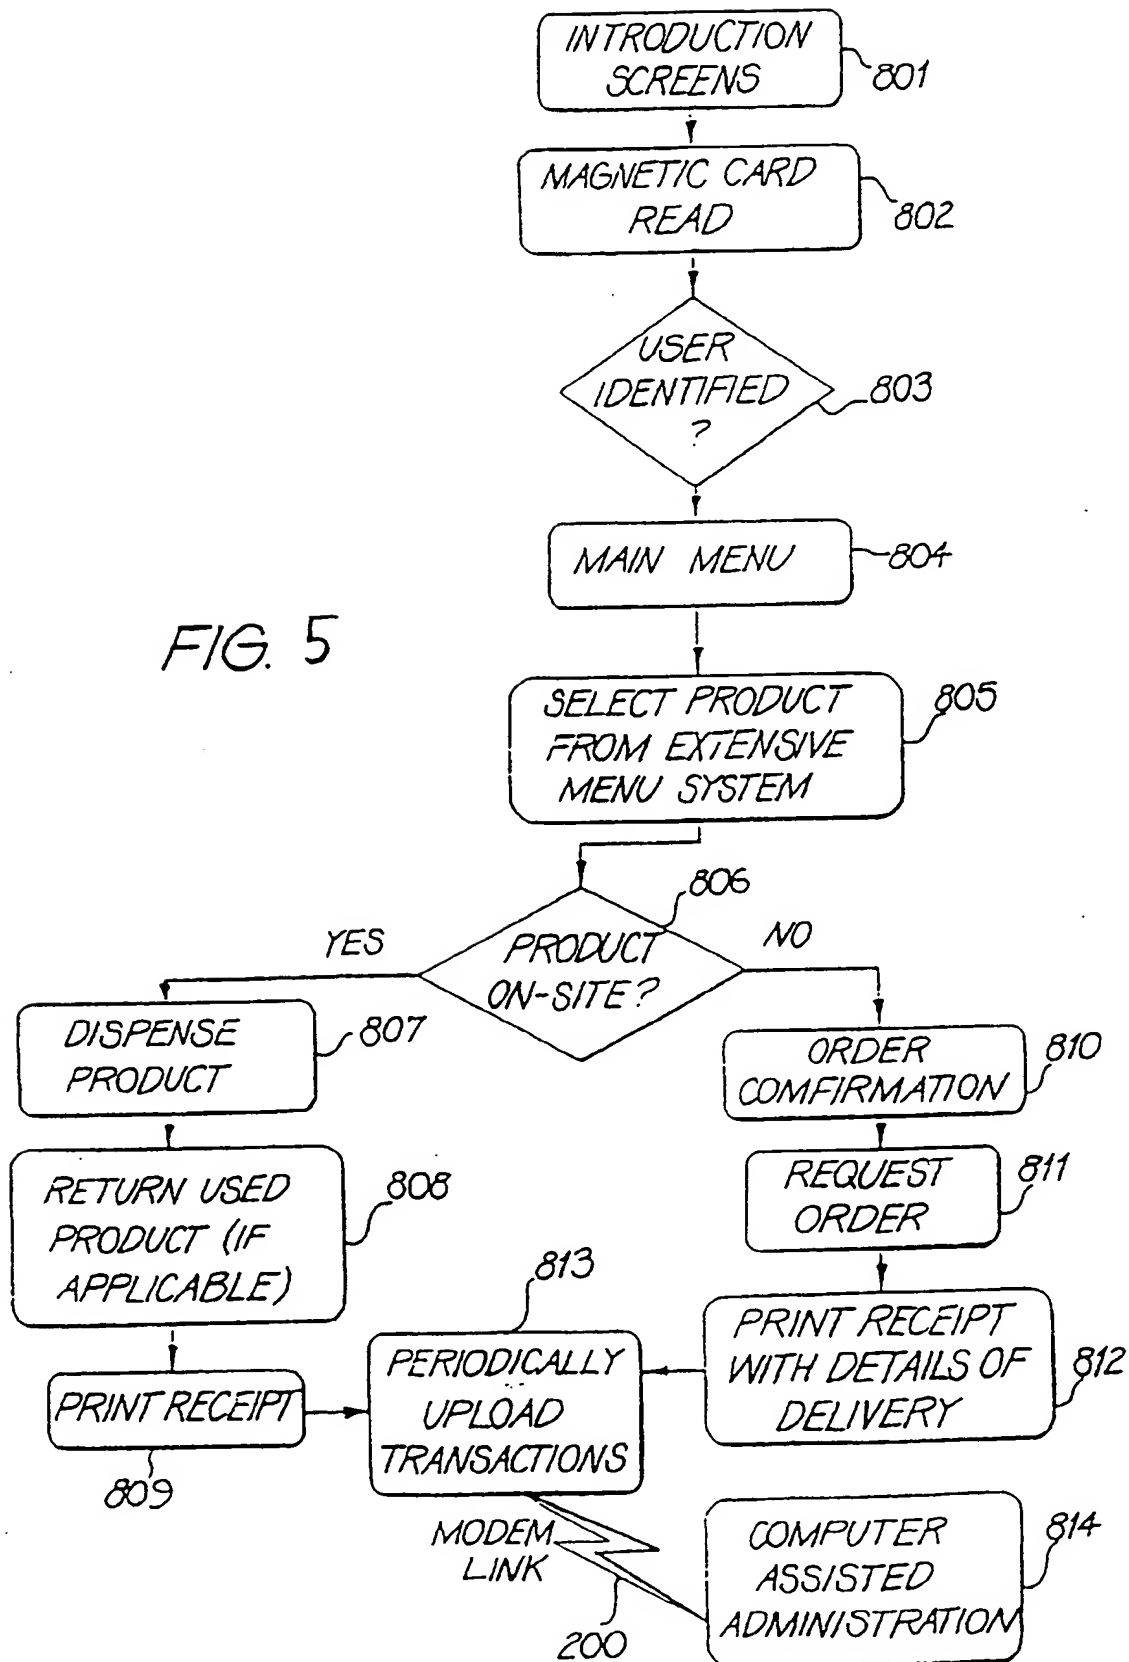 INTRODUCTION
SCREENS
801
MAGNETIC CARD
READ
802
USER
IDENTIFIED
?
803
MAIN MENU
804
FIG. 5
SELECT PRODUCT
FROM EXTENSIVE
MENU SYSTEM
805
806
YES
PRODUCT
ON-SITE?
NO
DISPENSE
PRODUCT
807
ORDER
COMFIRMATION
810
RETURN USED
PRODUCT (IF
APPLICABLE)
808
REQUEST
ORDER
811
813
PRINT RECEIPT
809
PERIODICALLY
UPLOAD
TRANSACTIONS
PRINT RECEIPT
WITH DETAILS OF
DELIVERY
812
MODEM
LINK
200
COMPUTER
ASSISTED
ADMINISTRATION
814